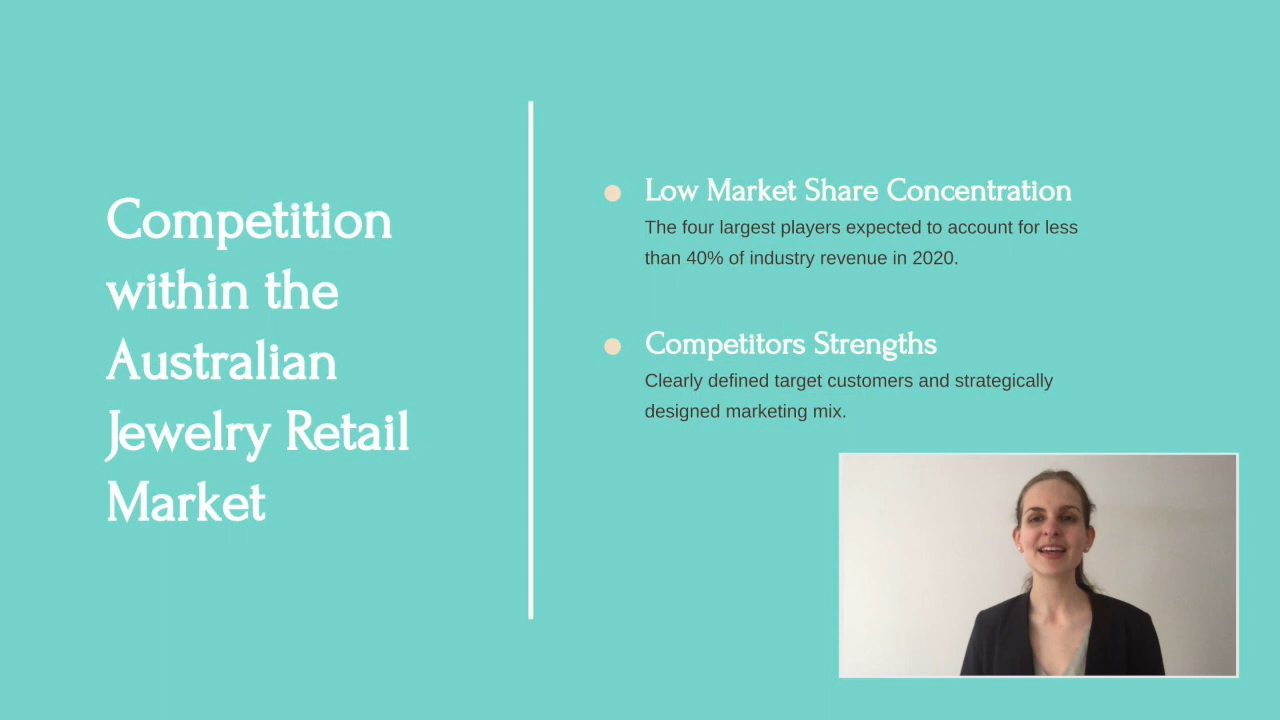 Competition
within the
Australian
Jewelry Retail
Market
Low Market Share Concentration
The four largest players expected to account for less
than 40% of industry revenue in 2020.
Competitors Strengths
Clearly defined target customers and strategically
designed marketing mix.